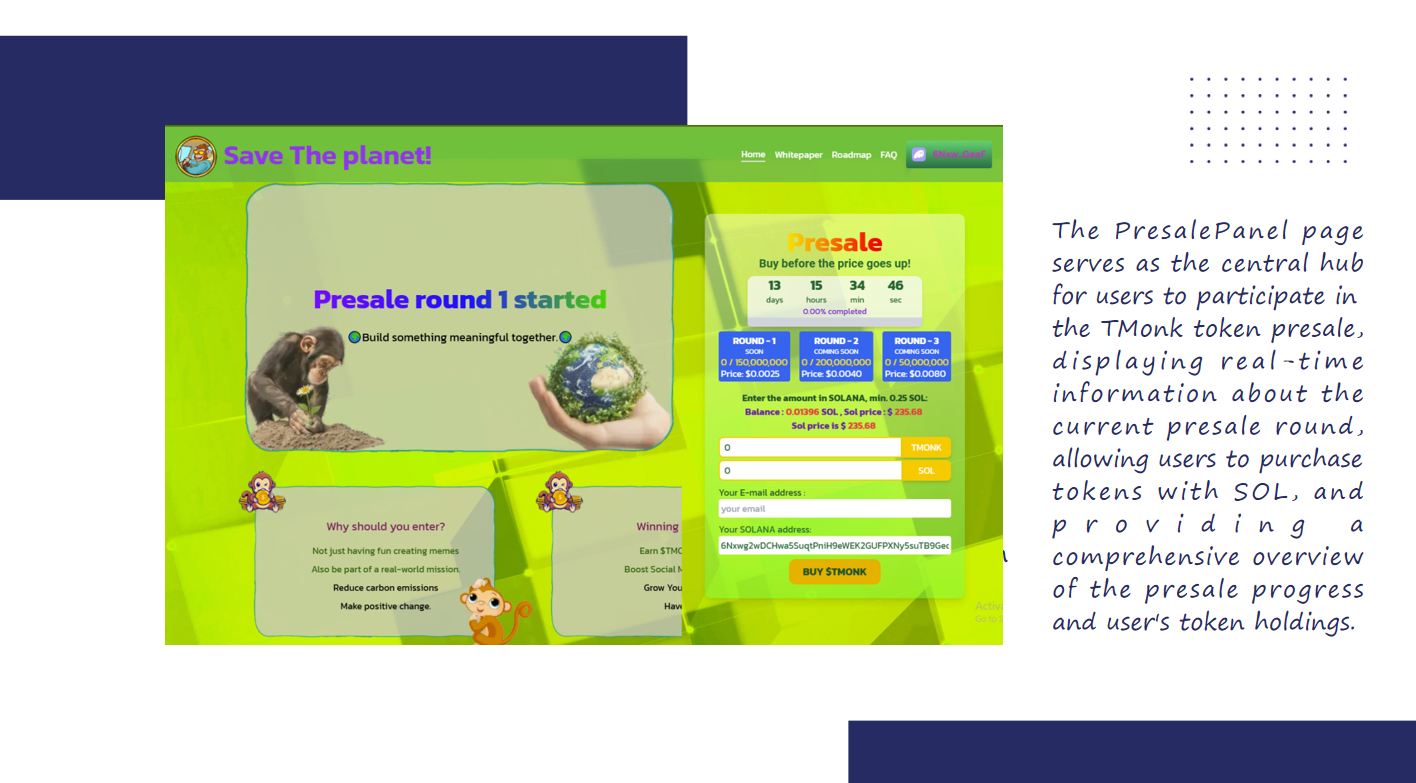 Save The planet!
Home Whitepaper Roadmap FAQ
Presale round 1 started
Build something meaningful together.
Why should you enter?
Not just having fun creating memes
Also be part of a real-world mission.
Reduce carbon emissions
Make positive change.
Winning
Earn $TMO
Boost Social M
Grow You
Have
Presale
Buy before the price goes up!
13 15 34 46
days hours min sec
0.00% completed
ROUND - 1
SOON
0 / 150,000,000
Price: $0.0025
ROUND - 2
COMING SOON
0 / 200,000,000
Price: $0.0040
ROUND - 3
COMING SOON
0 / 50,000,000
Price: $0.0080
Enter the amount in SOLANA, min. 0.25 SOL:
Balance : 0.01396 SOL , Sol price : $ 235.68
Sol price is $ 235.68
0 TMONK
0 SOL
Your E-mail address :
your email
Your SOLANA address:
6Nxwg2wDCHwa5SuqtPniH9eWEK2GUFPXNy5suTB9Gec
BUY $TMONK
Activ
Go to S
The PresalePanel page
serves as the central hub
for users to participate in
the TMonk token presale,
displaying real-time
information about the
current presale round,
allowing users to purchase
tokens with SOL, and
providing a
comprehensive overview
of the presale progress
and user's token holdings.